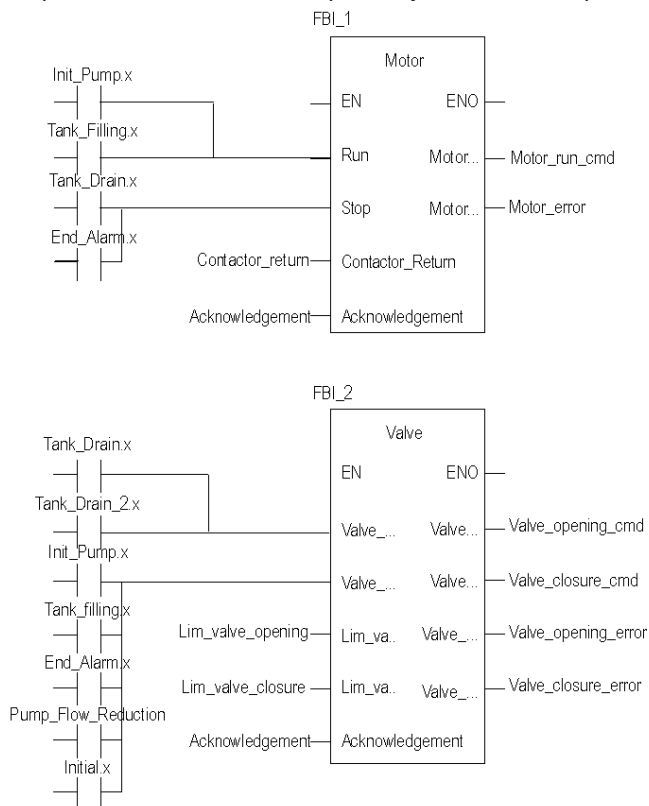 FBI_1
Motor
Init_Pump.x
EN ENO
Tank_Filling.x
Run Motor... Motor_run_cmd
Tank_Drain.x
Stop Motor... Motor_error
End_Alarm.x
Contactor_return Contactor_Return
Acknowledgement Acknowledgement
FBI_2
Valve
Tank_Drain.x
EN ENO
Tank_Drain_2.x
Valve_... Valve... Valve_opening_cmd
Init_Pump.x
Valve_... Valve... Valve_closure_cmd
Tank_filling.x
Lim_valve_opening Lim_va.. Valve_... Valve_opening_error
End_Alarm.x
Lim_valve_closure Lim_va.. Valve_... Valve_closure_error
Pump_Flow_Reduction
Acknowledgement Acknowledgement
Initial.x